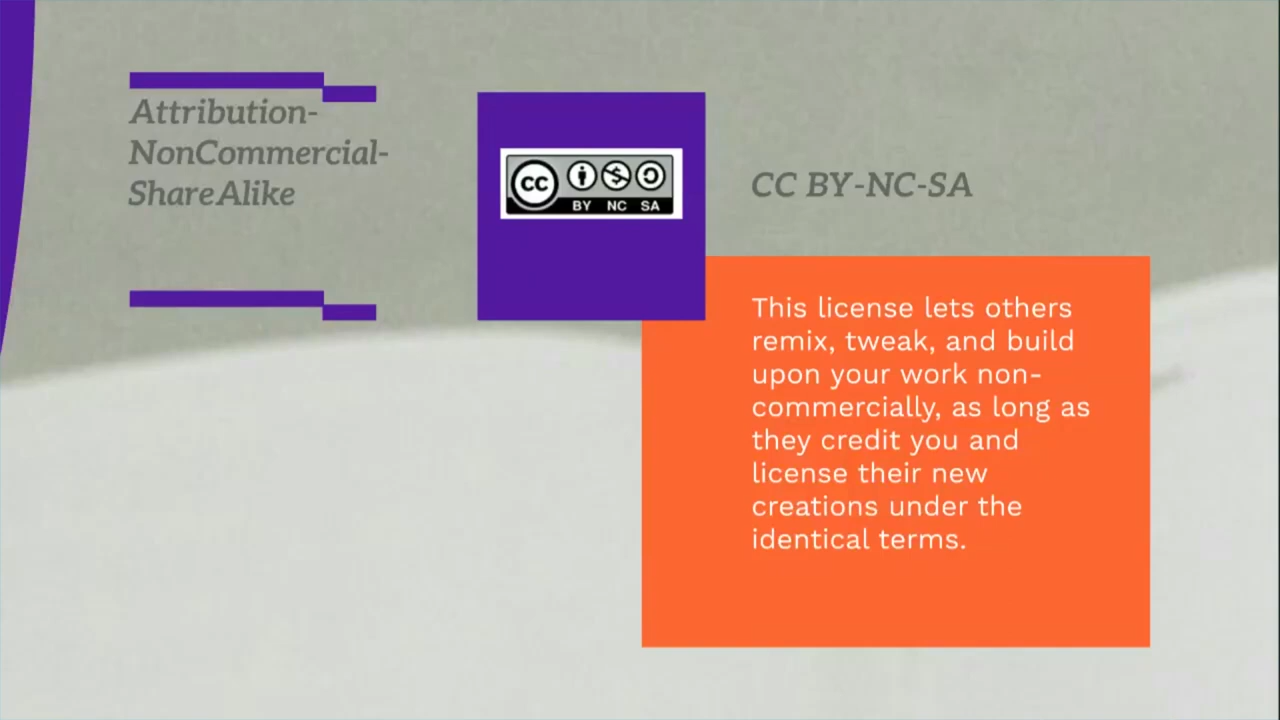 Attribution-
NonCommercial-
ShareAlike
CC
BY NC SA
CC BY-NC-SA
This license lets others
remix, tweak, and build
upon your work non-
commercially, as long as
they credit you and
license their new
creations under the
identical terms.